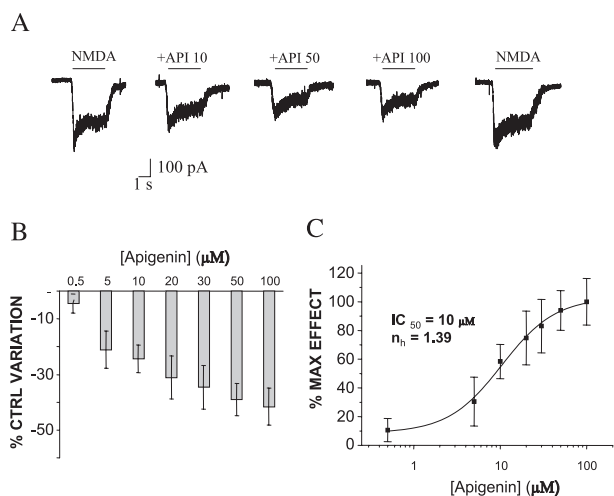 A
NMDA
+API 10
+API 50
+API 100
NMDA
100 pA
1 s
B
[Apigenin] (µM)
0,5 5 10 20 30 50 100
-10
-30
-50
% CTRL VARIATION
C
120
100
80
60
40
20
0
% MAX EFFECT
IC 50 = 10 µM
nh = 1.39
1 10 100
[Apigenin] (µM)